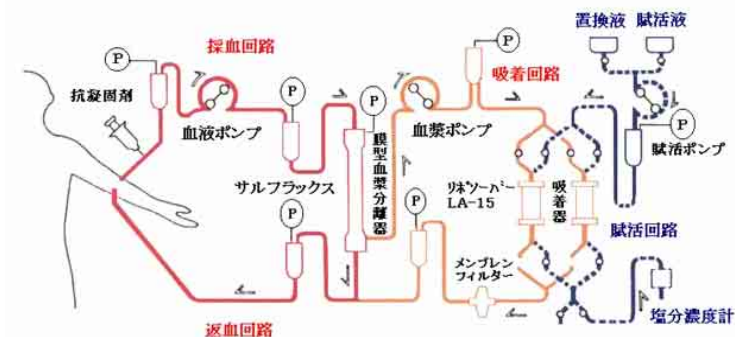 置換液 賦活液
採血回路
P
P
吸着回路
抗凝固剤
P
P
P
血液ポンプ
血漿ポンプ
賦活ポンプ
膜型血漿分離器
サルフラックス
リポソーバー
LA-15
吸着器
P
P
賦活回路
メンブレン
フィルター
塩分濃度計
返血回路